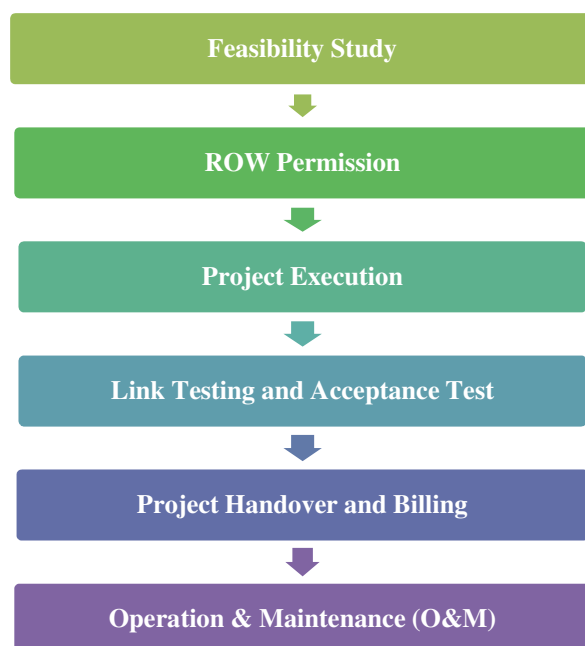 Feasibility Study
ROW Permission
Project Execution
Link Testing and Acceptance Test
Project Handover and Billing
Operation & Maintenance (O&M)